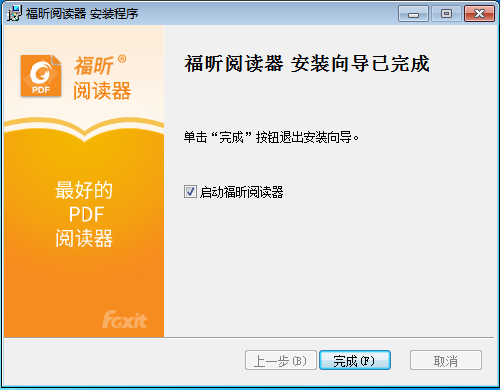 福昕阅读器 安装程序
福昕®
阅读器
PDF
福昕阅读器 安装向导已完成
单击“完成”按钮退出安装向导。
启动福昕阅读器
最好的
PDF
阅读器
Foxit
上一步(B)
完成(F)
取消